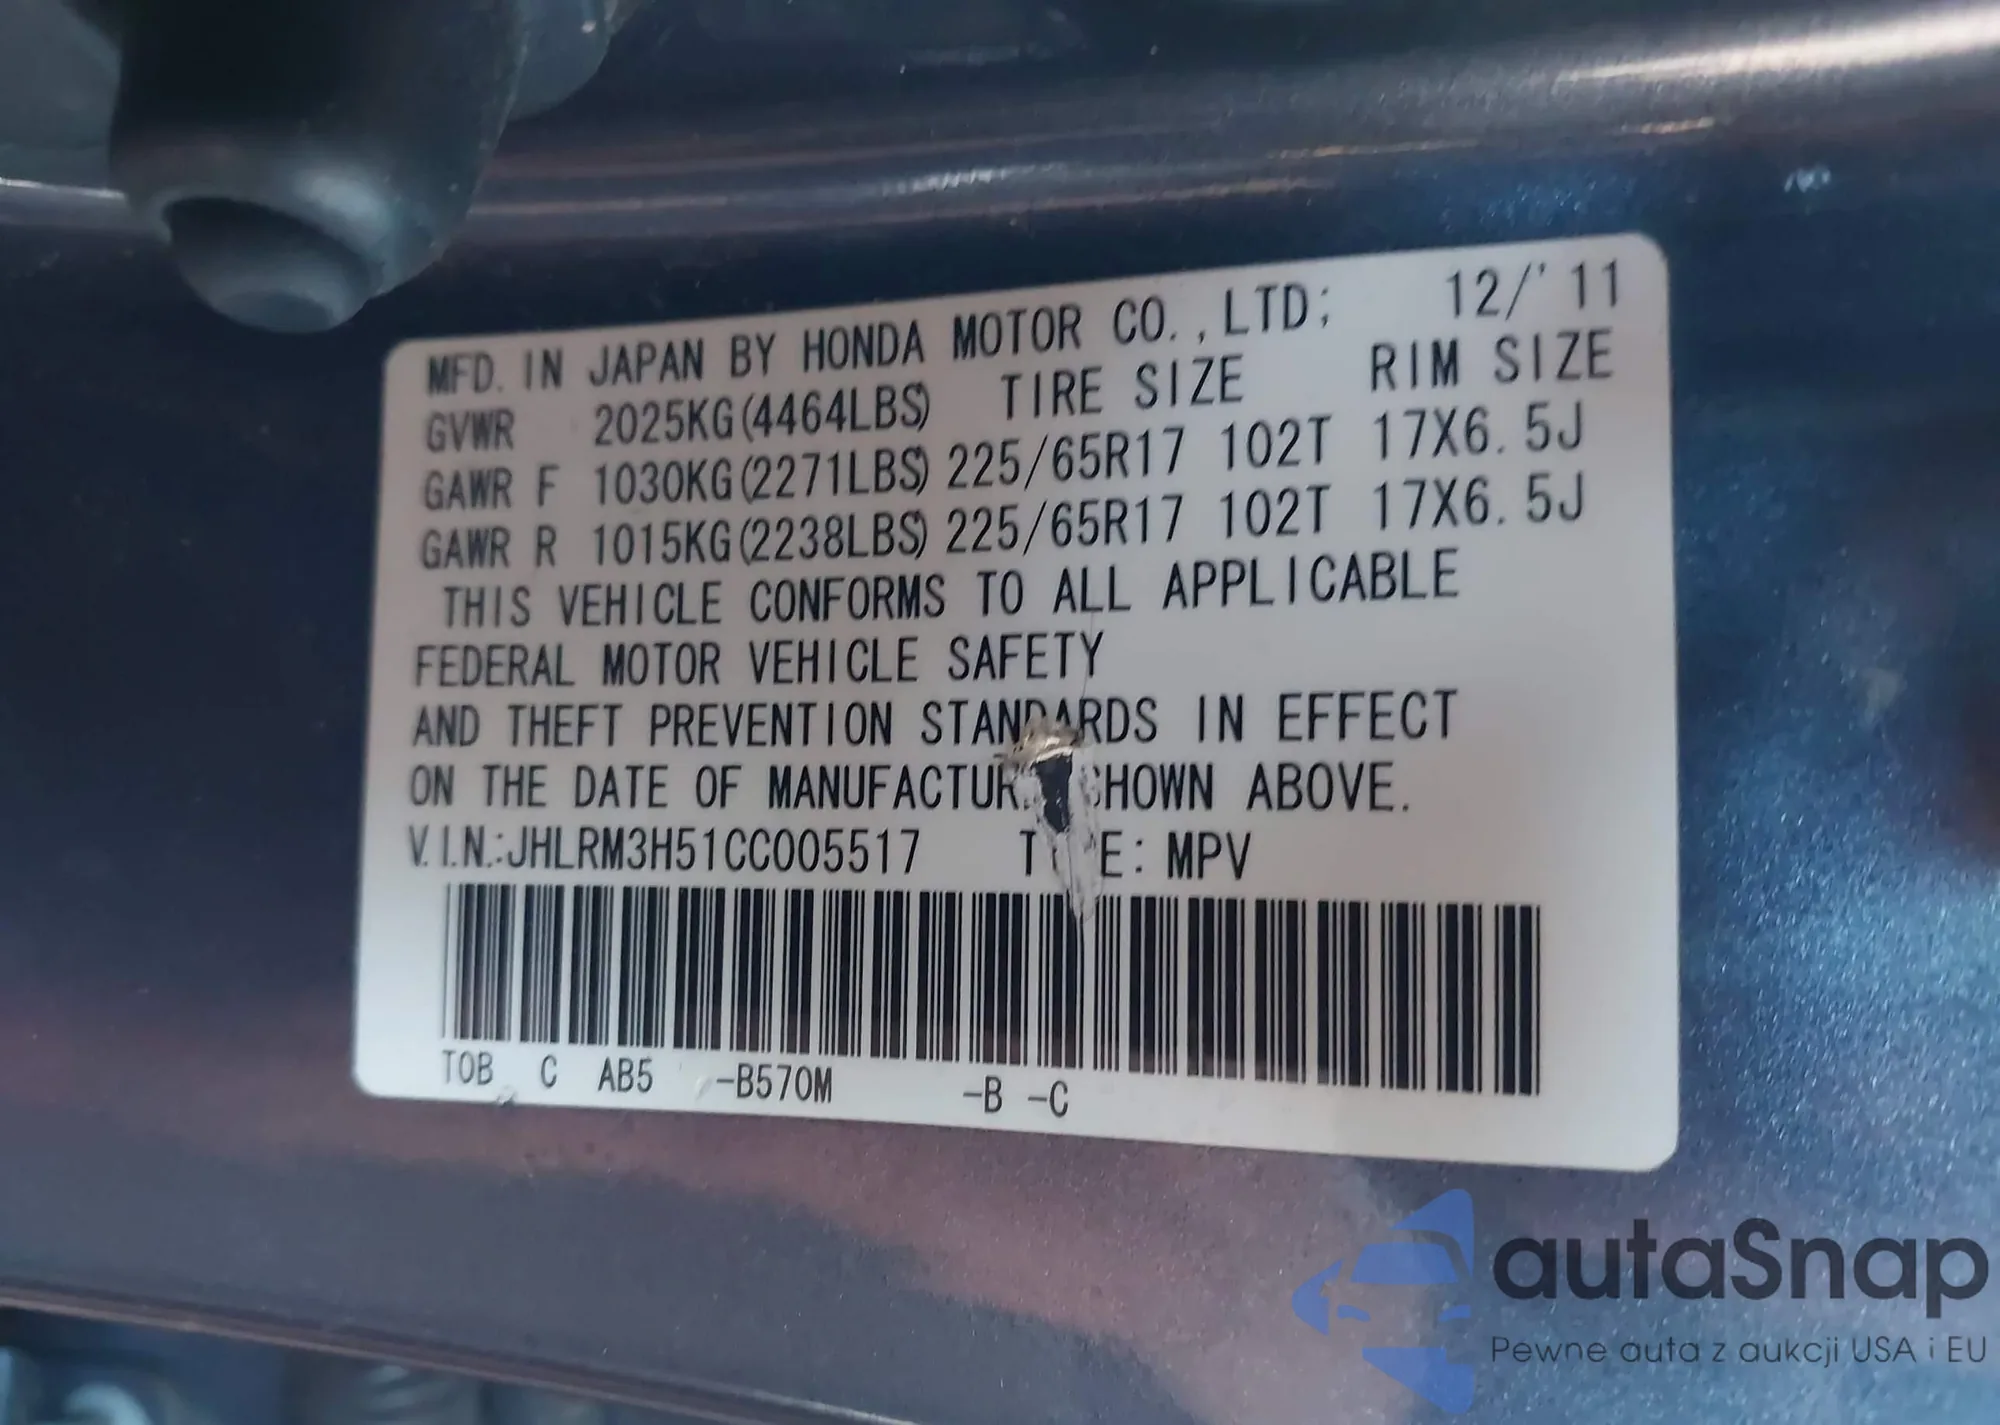 MFD. IN JAPAN BY HONDA MOTOR CO., LTD; 12/'11
GVWR 2025KG(4464LBS) TIRE SIZE RIM SIZE
GAWR F 1030KG(2271LBS) 225/65R17 102T 17X6.5J
GAWR R 1015KG(2238LBS) 225/65R17 102T 17X6.5J
THIS VEHICLE CONFORMS TO ALL APPLICABLE
FEDERAL MOTOR VEHICLE SAFETY
AND THEFT PREVENTION STANDARDS IN EFFECT
ON THE DATE OF SHOWN ABOVE.
V.I.N.:JHLRM3H51CC005517 TYPE: MPV
TOB C AB5 -B570M -B -C
autaSnap
Pewne auta z aukcji USA i EU